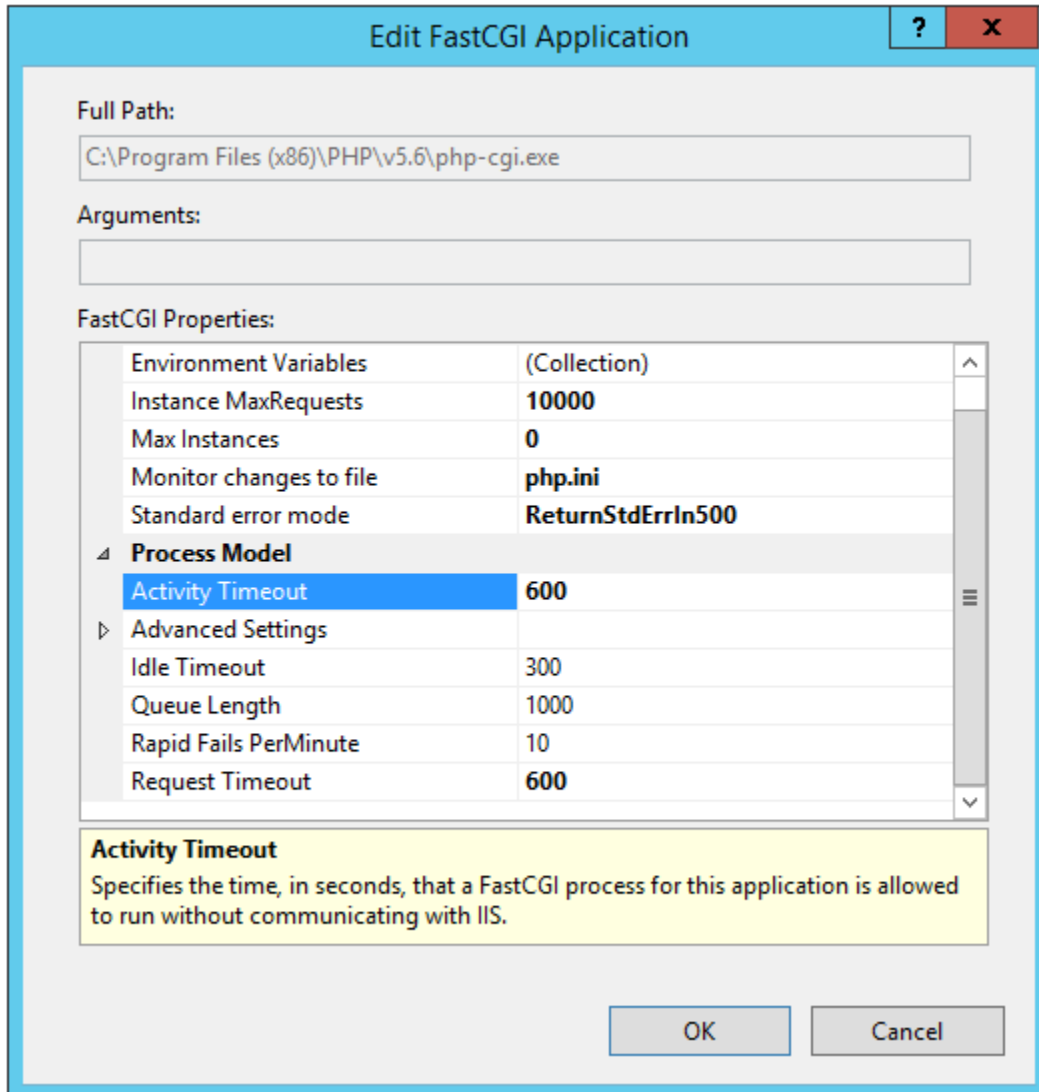 Edit FastCGI Application
? x
Full Path:
C:\Program Files (x86)\PHP\v5.6\php-cgi.exe
Arguments:
FastCGI Properties:
Environment Variables (Collection)
Instance MaxRequests 10000
Max Instances 0
Monitor changes to file php.ini
Standard error mode ReturnStdErrIn500
Process Model
Activity Timeout 600
Advanced Settings
Idle Timeout 300
Queue Length 1000
Rapid Fails PerMinute 10
Request Timeout 600
Activity Timeout
Specifies the time, in seconds, that a FastCGI process for this application is allowed
to run without communicating with IIS.
OK Cancel